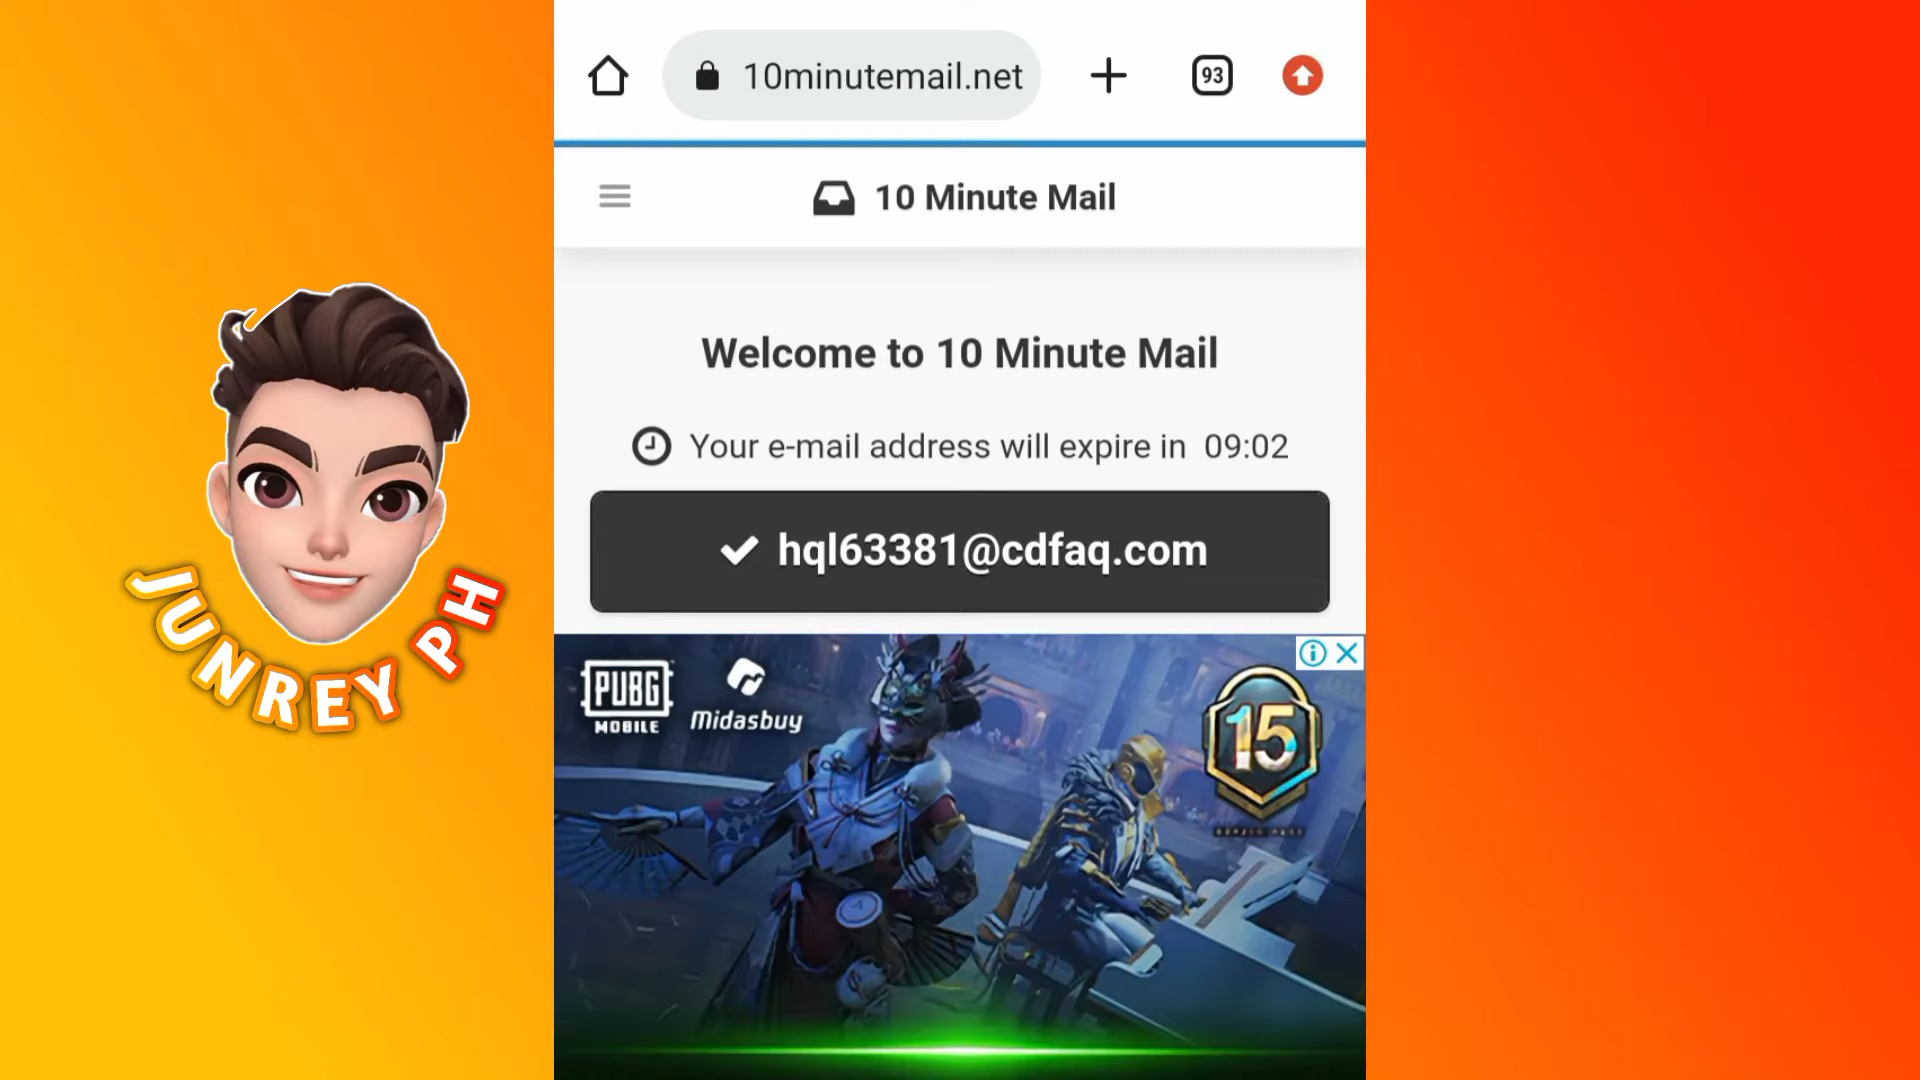 10minutemail.net
93
10 Minute Mail
Welcome to 10 Minute Mail
Your e-mail address will expire in 09:02
hql63381@cdfaq.com
JUNREY PH
PUBG
MOBILE
Midasbuy
15